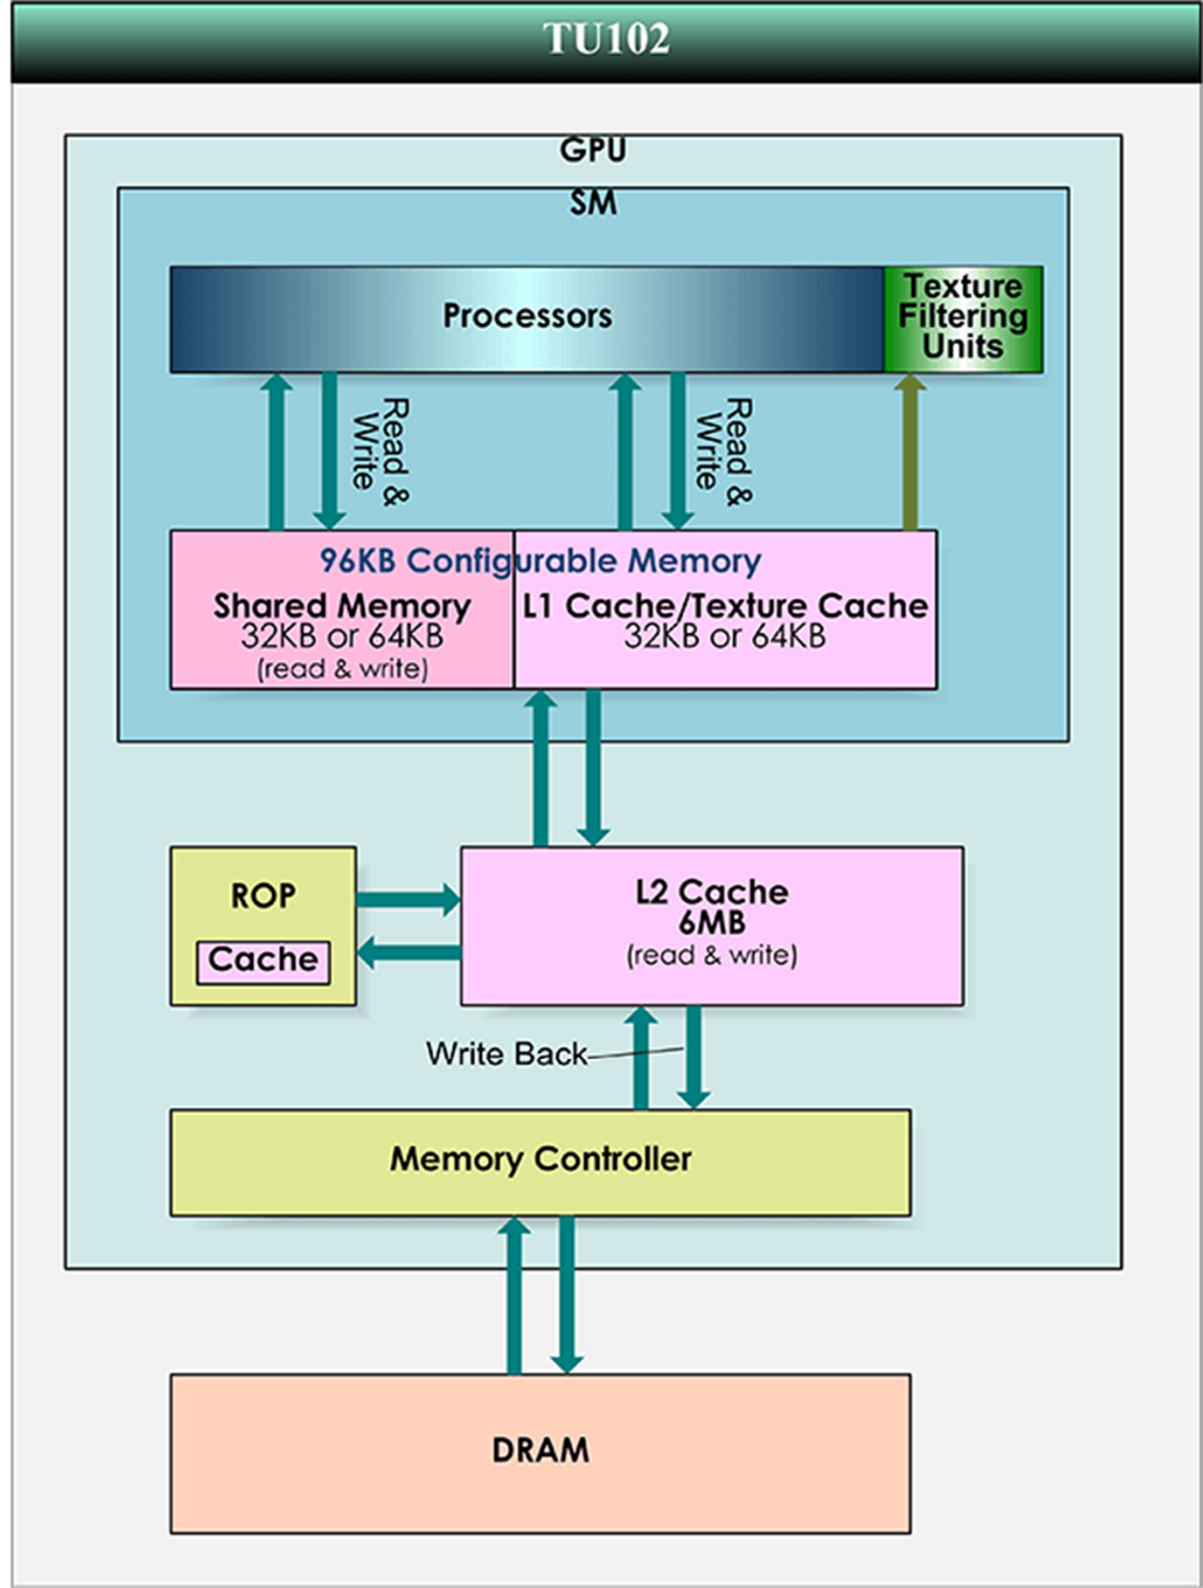 TU102
GPU
SM
Processors
Texture
Filtering
Units
Read &
Write
Read &
Write
96KB Configurable Memory
Shared Memory
32KB or 64KB
(read & write)
L1 Cache/Texture Cache
32KB or 64KB
ROP
Cache
L2 Cache
6MB
(read & write)
Write Back
Memory Controller
DRAM